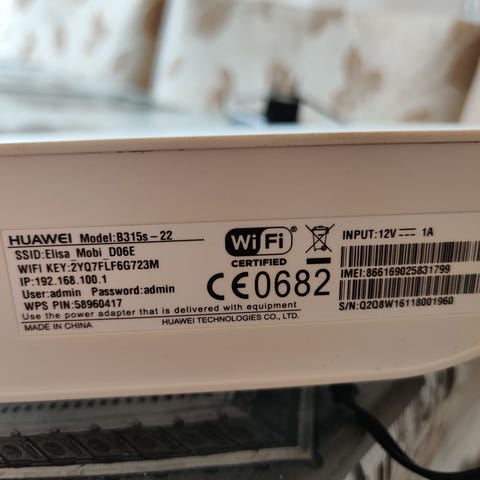 HUAWEI Model:B315s-22
SSID:Elisa_Mobi_D06E
WIFI KEY:2YQ7FLF6G723M
IP:192.168.100.1
User:admin Password:admin
WPS PIN:58960417
Use the power adapter that is delivered with equipment
MADE IN CHINA
HUAWEI TECHNOLOGIES CO., LTD.
WiFi
CERTIFIED
CE0682
INPUT:12V 1A
IMEI:866169025831799
S/N:Q2Q8W16118001960